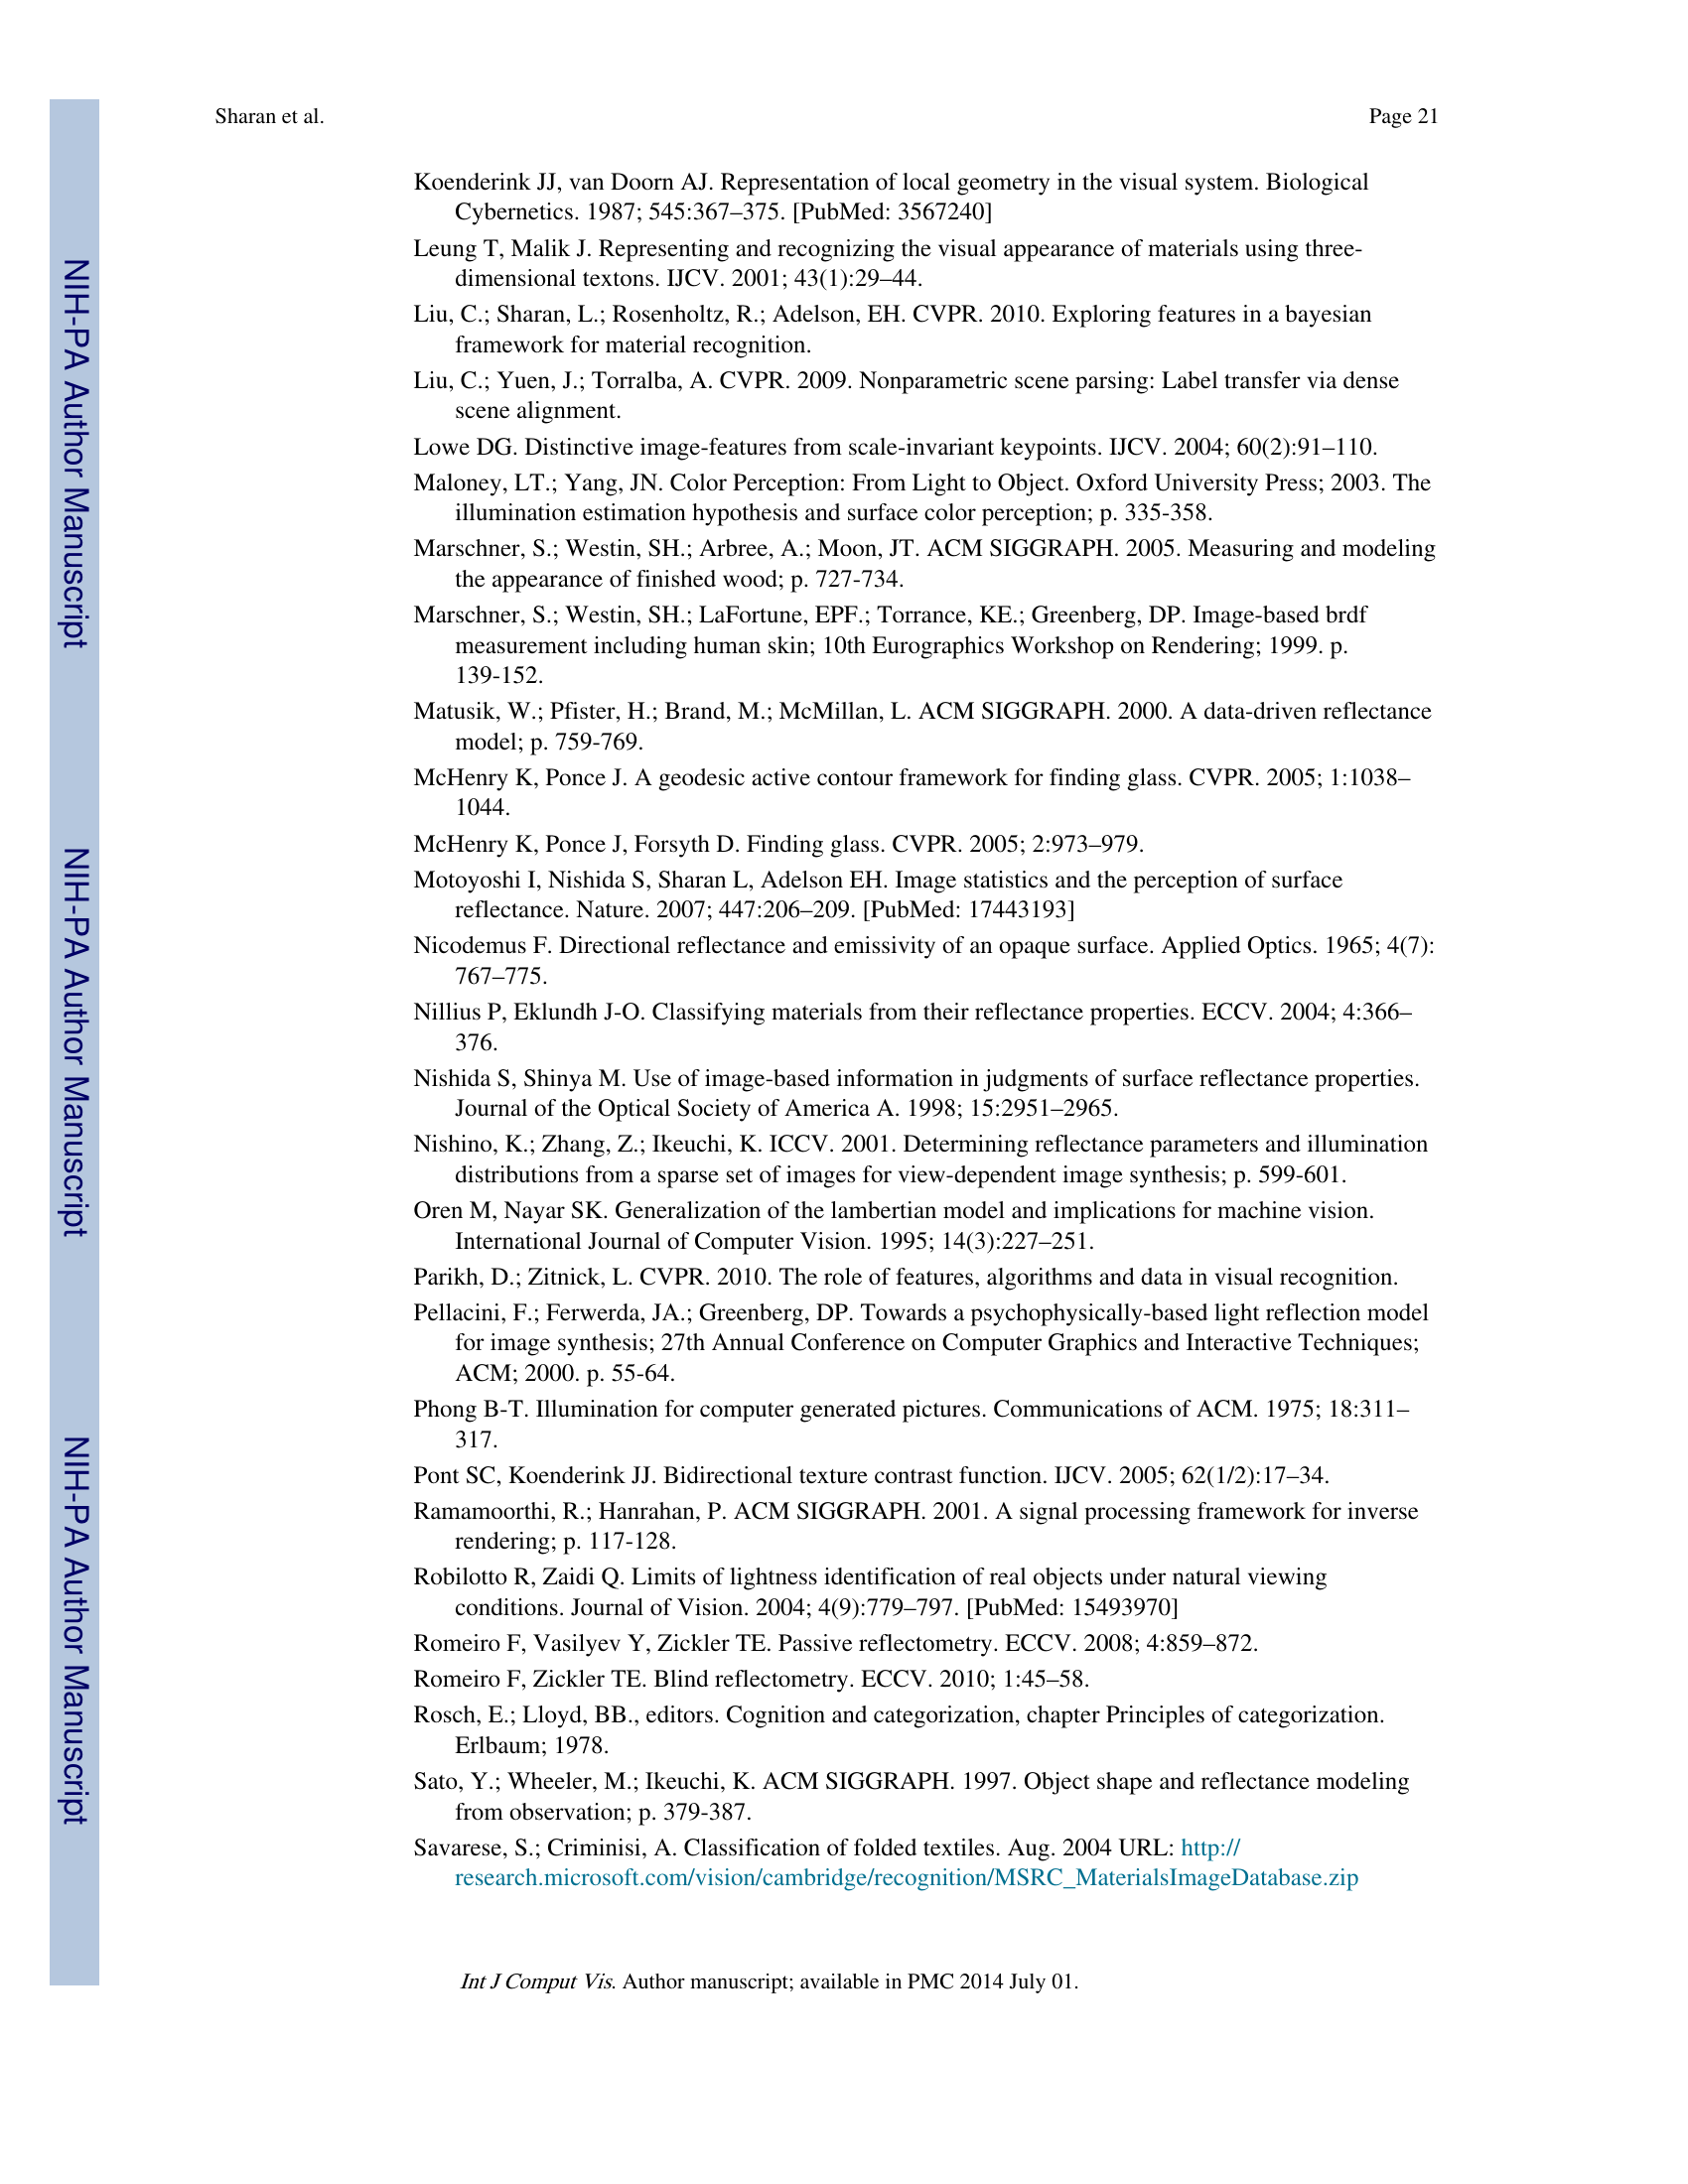 Sharan et al.
Page 21
Koenderink JJ, van Doorn AJ. Representation of local geometry in the visual system. Biological
Cybernetics. 1987; 545:367–375. [PubMed: 3567240]
Leung T, Malik J. Representing and recognizing the visual appearance of materials using three-
dimensional textons. IJCV. 2001; 43(1):29–44.
Liu, C.; Sharan, L.; Rosenholtz, R.; Adelson, EH. CVPR. 2010. Exploring features in a bayesian
framework for material recognition.
Liu, C.; Yuen, J.; Torralba, A. CVPR. 2009. Nonparametric scene parsing: Label transfer via dense
scene alignment.
Lowe DG. Distinctive image-features from scale-invariant keypoints. IJCV. 2004; 60(2):91–110.
Maloney, LT.; Yang, JN. Color Perception: From Light to Object. Oxford University Press; 2003. The
illumination estimation hypothesis and surface color perception; p. 335-358.
Marschner, S.; Westin, SH.; Arbree, A.; Moon, JT. ACM SIGGRAPH. 2005. Measuring and modeling
the appearance of finished wood; p. 727-734.
Marschner, S.; Westin, SH.; LaFortune, EPF.; Torrance, KE.; Greenberg, DP. Image-based brdf
measurement including human skin; 10th Eurographics Workshop on Rendering; 1999. p.
139-152.
Matusik, W.; Pfister, H.; Brand, M.; McMillan, L. ACM SIGGRAPH. 2000. A data-driven reflectance
model; p. 759-769.
McHenry K, Ponce J. A geodesic active contour framework for finding glass. CVPR. 2005; 1:1038–
1044.
McHenry K, Ponce J, Forsyth D. Finding glass. CVPR. 2005; 2:973–979.
Motoyoshi I, Nishida S, Sharan L, Adelson EH. Image statistics and the perception of surface
reflectance. Nature. 2007; 447:206–209. [PubMed: 17443193]
Nicodemus F. Directional reflectance and emissivity of an opaque surface. Applied Optics. 1965; 4(7):
767–775.
Nillius P, Eklundh J-O. Classifying materials from their reflectance properties. ECCV. 2004; 4:366–
376.
Nishida S, Shinya M. Use of image-based information in judgments of surface reflectance properties.
Journal of the Optical Society of America A. 1998; 15:2951–2965.
Nishino, K.; Zhang, Z.; Ikeuchi, K. ICCV. 2001. Determining reflectance parameters and illumination
distributions from a sparse set of images for view-dependent image synthesis; p. 599-601.
Oren M, Nayar SK. Generalization of the lambertian model and implications for machine vision.
International Journal of Computer Vision. 1995; 14(3):227–251.
Parikh, D.; Zitnick, L. CVPR. 2010. The role of features, algorithms and data in visual recognition.
Pellacini, F.; Ferwerda, JA.; Greenberg, DP. Towards a psychophysically-based light reflection model
for image synthesis; 27th Annual Conference on Computer Graphics and Interactive Techniques;
ACM; 2000. p. 55-64.
Phong B-T. Illumination for computer generated pictures. Communications of ACM. 1975; 18:311–
317.
Pont SC, Koenderink JJ. Bidirectional texture contrast function. IJCV. 2005; 62(1/2):17–34.
Ramamoorthi, R.; Hanrahan, P. ACM SIGGRAPH. 2001. A signal processing framework for inverse
rendering; p. 117-128.
Robilotto R, Zaidi Q. Limits of lightness identification of real objects under natural viewing
conditions. Journal of Vision. 2004; 4(9):779–797. [PubMed: 15493970]
Romeiro F, Vasilyev Y, Zickler TE. Passive reflectometry. ECCV. 2008; 4:859–872.
Romeiro F, Zickler TE. Blind reflectometry. ECCV. 2010; 1:45–58.
Rosch, E.; Lloyd, BB., editors. Cognition and categorization, chapter Principles of categorization.
Erlbaum; 1978.
Sato, Y.; Wheeler, M.; Ikeuchi, K. ACM SIGGRAPH. 1997. Object shape and reflectance modeling
from observation; p. 379-387.
Savarese, S.; Criminisi, A. Classification of folded textiles. Aug. 2004 URL: http://
research.microsoft.com/vision/cambridge/recognition/MSRC_MaterialsImageDatabase.zip
Int J Comput Vis. Author manuscript; available in PMC 2014 July 01.
NIH-PA Author Manuscript
NIH-PA Author Manuscript
NIH-PA Author Manuscript